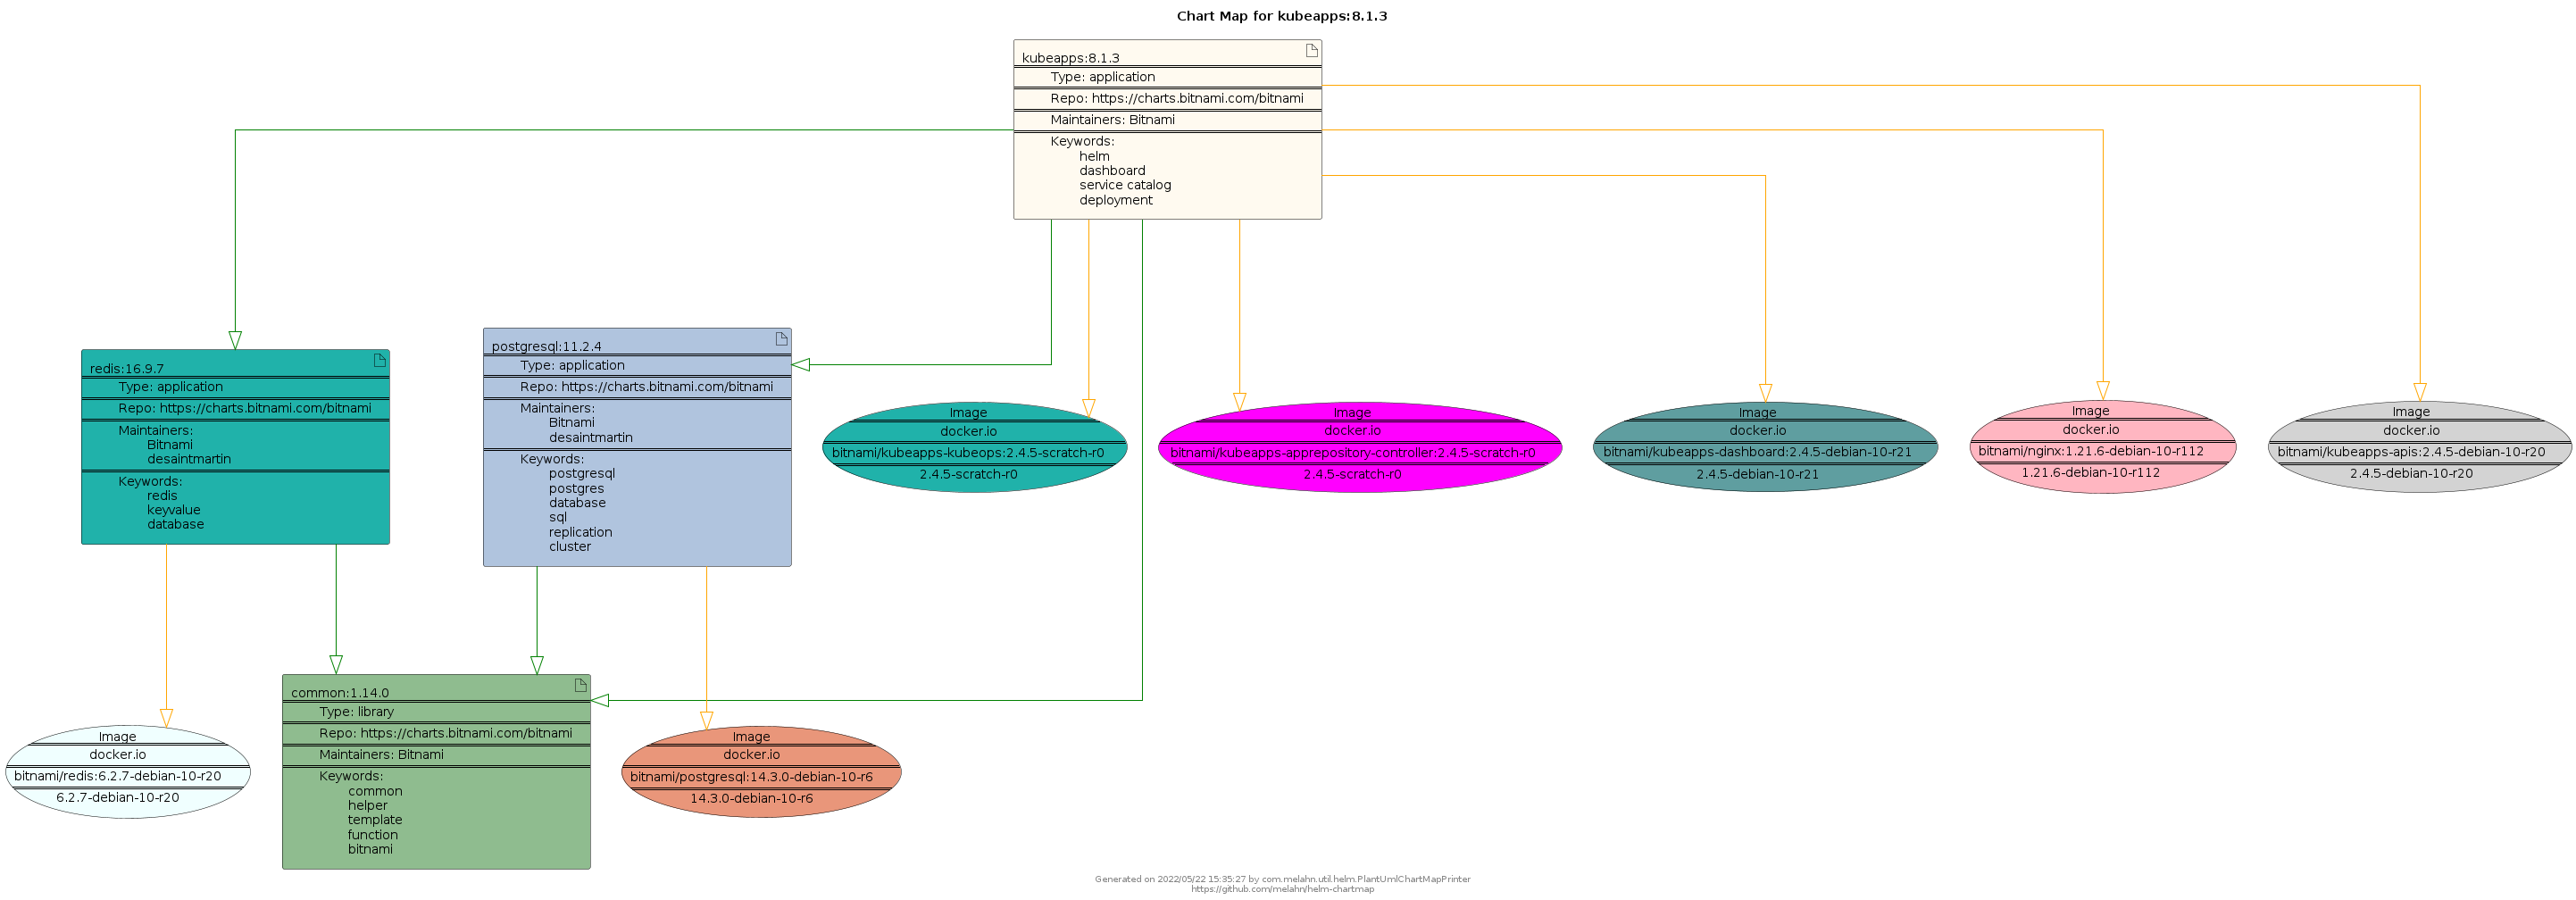 Chart Map for kubeapps:8.1.3
kubeapps:8.1.3
Type: application
Repo: https://charts.bitnami.com/bitnami
Maintainers: Bitnami
Keywords:
helm
dashboard
service catalog
deployment
redis:16.9.7
Type: application
Repo: https://charts.bitnami.com/bitnami
Maintainers:
Bitnami
desaintmartin
Keywords:
redis
keyvalue
database
postgresql:11.2.4
Type: application
Repo: https://charts.bitnami.com/bitnami
Maintainers:
Bitnami
desaintmartin
Keywords:
postgresql
postgres
database
sql
replication
cluster
Image
docker.io
bitnami/kubeapps-kubeops:2.4.5-scratch-r0
2.4.5-scratch-r0
Image
docker.io
bitnami/kubeapps-apprepository-controller:2.4.5-scratch-r0
2.4.5-scratch-r0
Image
docker.io
bitnami/kubeapps-dashboard:2.4.5-debian-10-r21
2.4.5-debian-10-r21
Image
docker.io
bitnami/nginx:1.21.6-debian-10-r112
1.21.6-debian-10-r112
Image
docker.io
bitnami/kubeapps-apis:2.4.5-debian-10-r20
2.4.5-debian-10-r20
Image
docker.io
bitnami/redis:6.2.7-debian-10-r20
6.2.7-debian-10-r20
common:1.14.0
Type: library
Repo: https://charts.bitnami.com/bitnami
Maintainers: Bitnami
Keywords:
common
helper
template
function
bitnami
Image
docker.io
bitnami/postgresql:14.3.0-debian-10-r6
14.3.0-debian-10-r6
Generated on 2022/05/22 15:35:27 by com.melahn.util.helm.PlantUmlChartMapPrinter
https://github.com/melahn/helm-chartmap